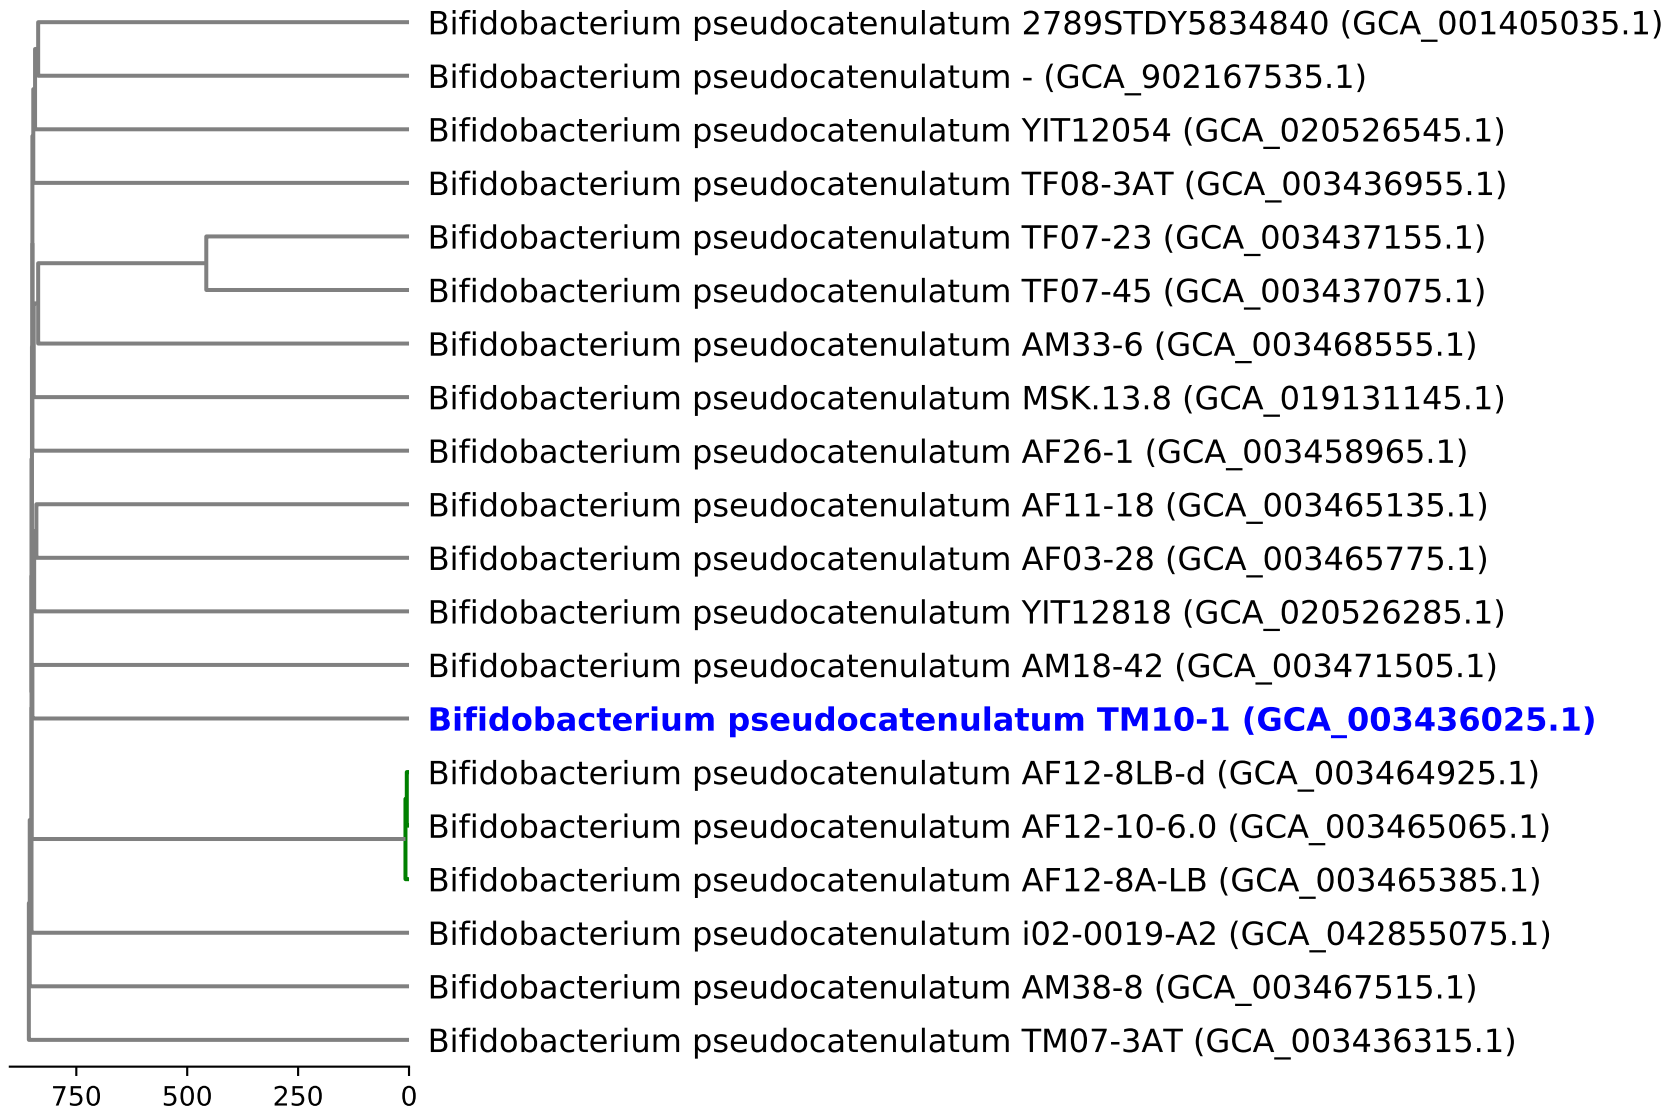 Bifidobacterium pseudocatenulatum 2789STDY5834840 (GCA_001405035.1)
Bifidobacterium pseudocatenulatum - (GCA_902167535.1)
Bifidobacterium pseudocatenulatum YIT12054 (GCA_020526545.1)
Bifidobacterium pseudocatenulatum TF08-3AT (GCA_003436955.1)
Bifidobacterium pseudocatenulatum TF07-23 (GCA_003437155.1)
Bifidobacterium pseudocatenulatum TF07-45 (GCA_003437075.1)
Bifidobacterium pseudocatenulatum AM33-6 (GCA_003468555.1)
Bifidobacterium pseudocatenulatum MSK.13.8 (GCA_019131145.1)
Bifidobacterium pseudocatenulatum AF26-1 (GCA_003458965.1)
Bifidobacterium pseudocatenulatum AF11-18 (GCA_003465135.1)
Bifidobacterium pseudocatenulatum AF03-28 (GCA_003465775.1)
Bifidobacterium pseudocatenulatum YIT12818 (GCA_020526285.1)
Bifidobacterium pseudocatenulatum AM18-42 (GCA_003471505.1)
Bifidobacterium pseudocatenulatum TM10-1 (GCA_003436025.1)
Bifidobacterium pseudocatenulatum AF12-8LB-d (GCA_003464925.1)
Bifidobacterium pseudocatenulatum AF12-10-6.0 (GCA_003465065.1)
Bifidobacterium pseudocatenulatum AF12-8A-LB (GCA_003465385.1)
Bifidobacterium pseudocatenulatum i02-0019-A2 (GCA_042855075.1)
Bifidobacterium pseudocatenulatum AM38-8 (GCA_003467515.1)
Bifidobacterium pseudocatenulatum TM07-3AT (GCA_003436315.1)
750 500 250 0